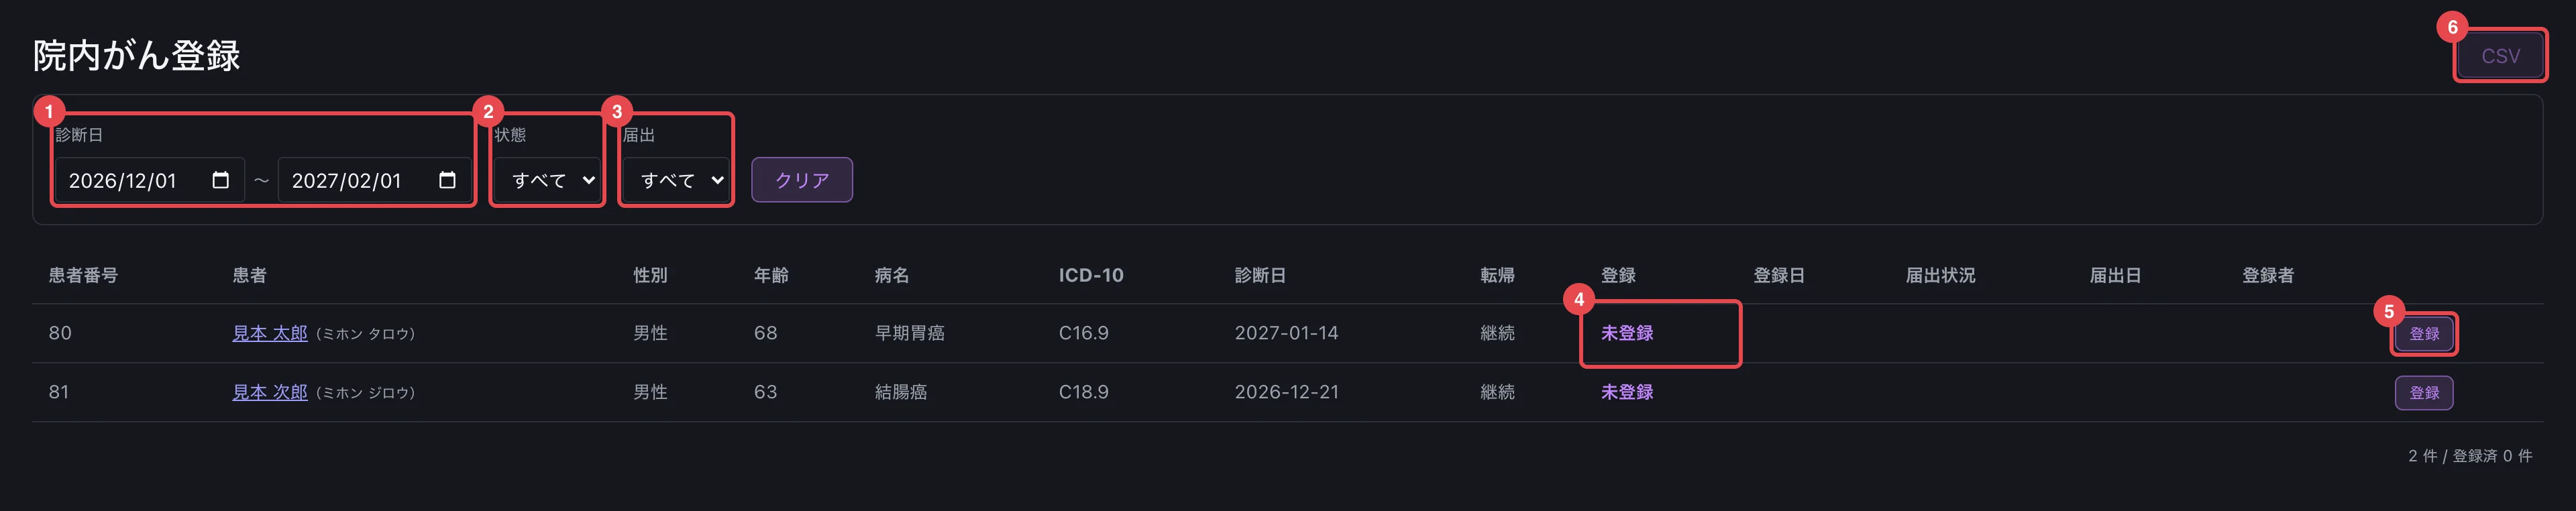 院内がん登録
6
CSV
1 2 3
診断日 状態 届出
2026/12/01 ～ 2027/02/01 すべて すべて クリア
患者番号 患者 性別 年齢 病名 ICD-10 診断日 転帰 登録 登録日 届出状況 届出日 登録者
4 5
80 見本 太郎 (ミホン タロウ) 男性 68 早期胃癌 C16.9 2027-01-14 継続 未登録 登録
81 見本 次郎 (ミホン ジロウ) 男性 63 結腸癌 C18.9 2026-12-21 継続 未登録 登録
2 件 / 登録済 0 件